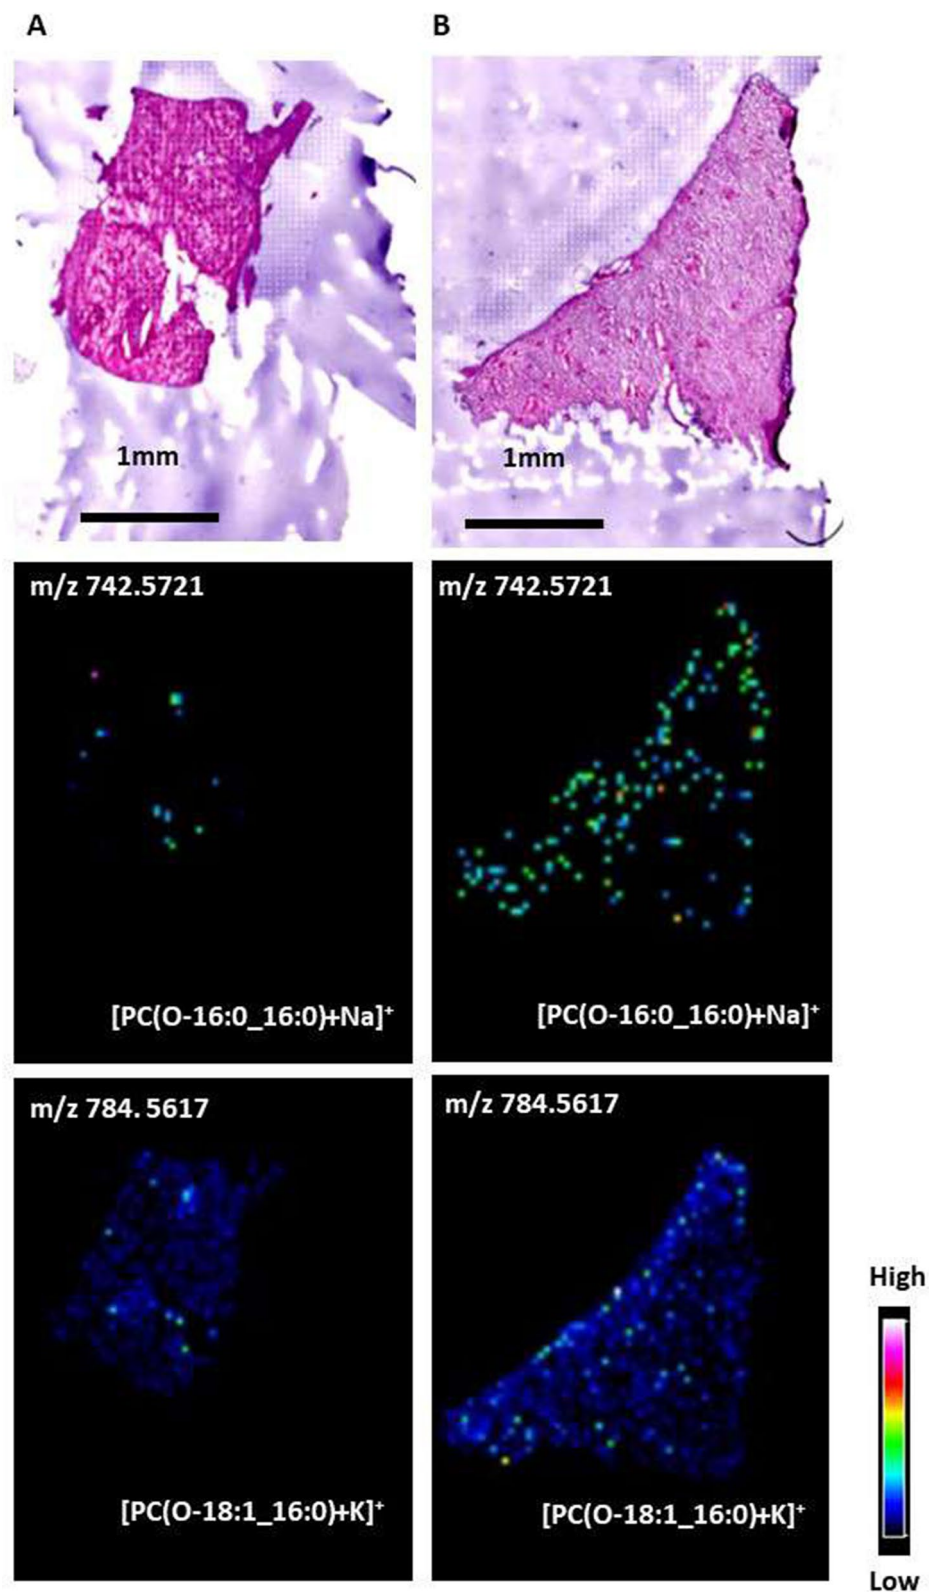 A
B
1mm
1mm
m/z 742.5721
m/z 742.5721
[PC(O-16:0_16:0)+Na]⁺
[PC(O-16:0_16:0)+Na]⁺
m/z 784.5617
m/z 784.5617
High
[PC(O-18:1_16:0)+K]⁺
[PC(O-18:1_16:0)+K]⁺
Low